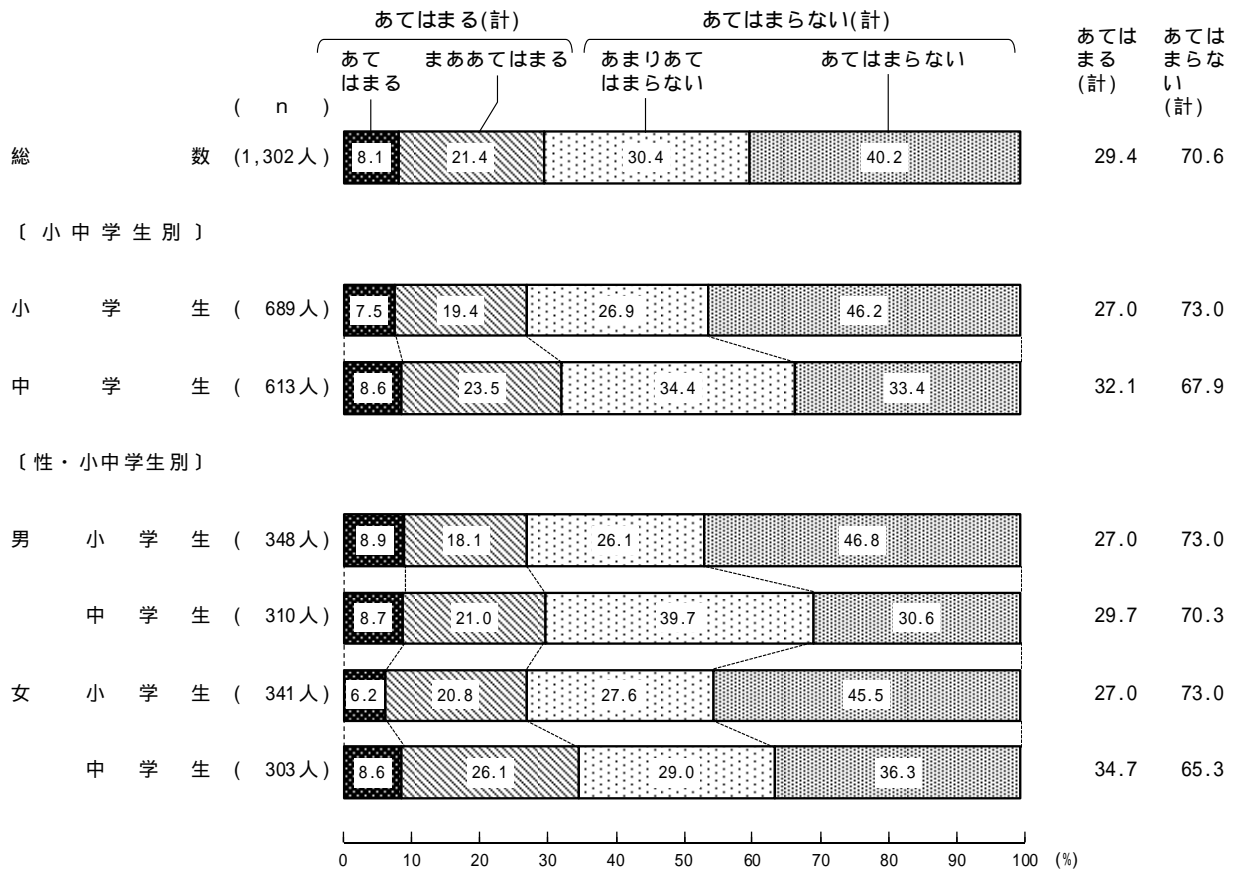 あてはまる(計) あてはまらない(計)
あて
はまる
まああてはまる
あまりあて
はまらない
あてはまらない
あては
まる
(計)
あては
まらな
い
(計)
( n )
総数 (1,302人) 8.1 21.4 30.4 40.2 29.4 70.6
〔小中学生別〕
小学生 ( 689人) 7.5 19.4 26.9 46.2 27.0 73.0
中学生 ( 613人) 8.6 23.5 34.4 33.4 32.1 67.9
〔性・小中学生別〕
男 小学生 ( 348人) 8.9 18.1 26.1 46.8 27.0 73.0
中学生 ( 310人) 8.7 21.0 39.7 30.6 29.7 70.3
女 小学生 ( 341人) 6.2 20.8 27.6 45.5 27.0 73.0
中学生 ( 303人) 8.6 26.1 29.0 36.3 34.7 65.3
0 10 20 30 40 50 60 70 80 90 100 (%)